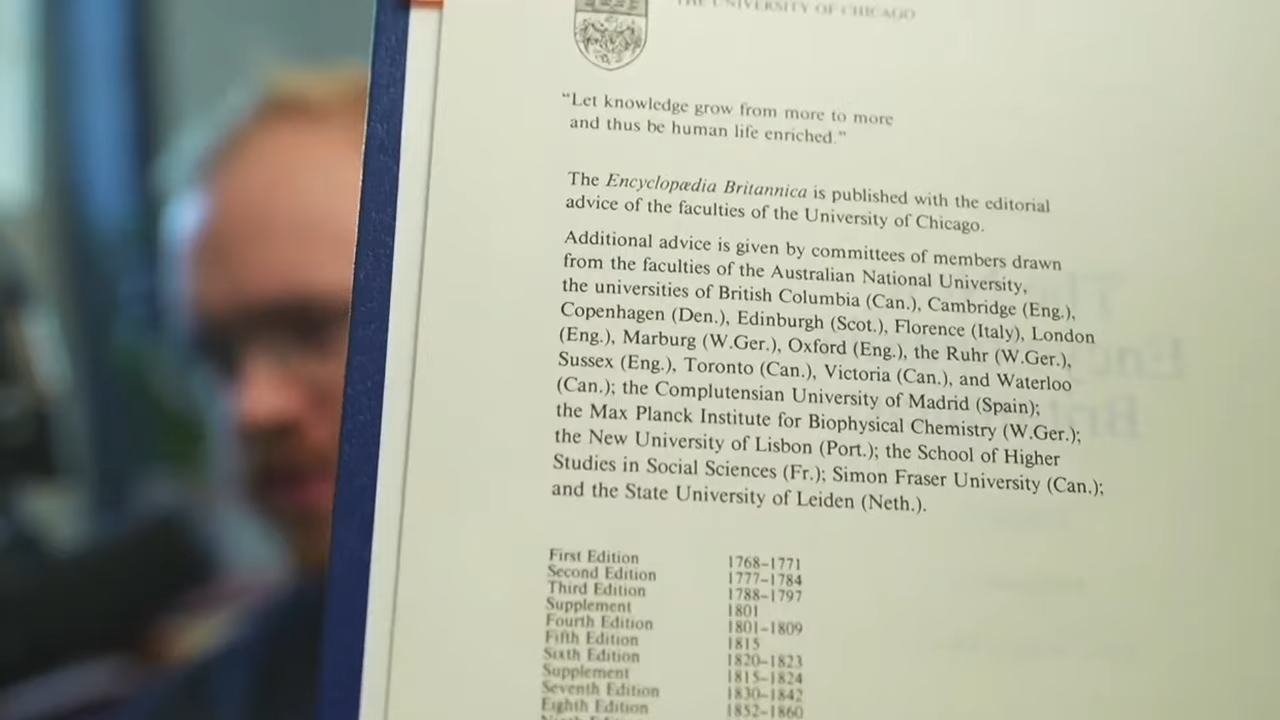 THE UNIVERSITY OF CHICAGO
“Let knowledge grow from more to more
and thus be human life enriched.”
The Encyclopædia Britannica is published with the editorial
advice of the faculties of the University of Chicago.
Additional advice is given by committees of members drawn
from the faculties of the Australian National University,
the universities of British Columbia (Can.), Cambridge (Eng.),
Copenhagen (Den.), Edinburgh (Scot.), Florence (Italy), London
(Eng.), Marburg (W.Ger.), Oxford (Eng.), the Ruhr (W.Ger.),
Sussex (Eng.), Toronto (Can.), Victoria (Can.), and Waterloo
(Can.); the Complutensian University of Madrid (Spain);
the Max Planck Institute for Biophysical Chemistry (W.Ger.);
the New University of Lisbon (Port.); the School of Higher
Studies in Social Sciences (Fr.); Simon Fraser University (Can.);
and the State University of Leiden (Neth.).
First Edition 1768–1771
Second Edition 1777–1784
Third Edition 1788–1797
Supplement 1801
Fourth Edition 1801–1809
Fifth Edition 1815
Sixth Edition 1820–1823
Supplement 1815–1824
Seventh Edition 1830–1842
Eighth Edition 1852–1860